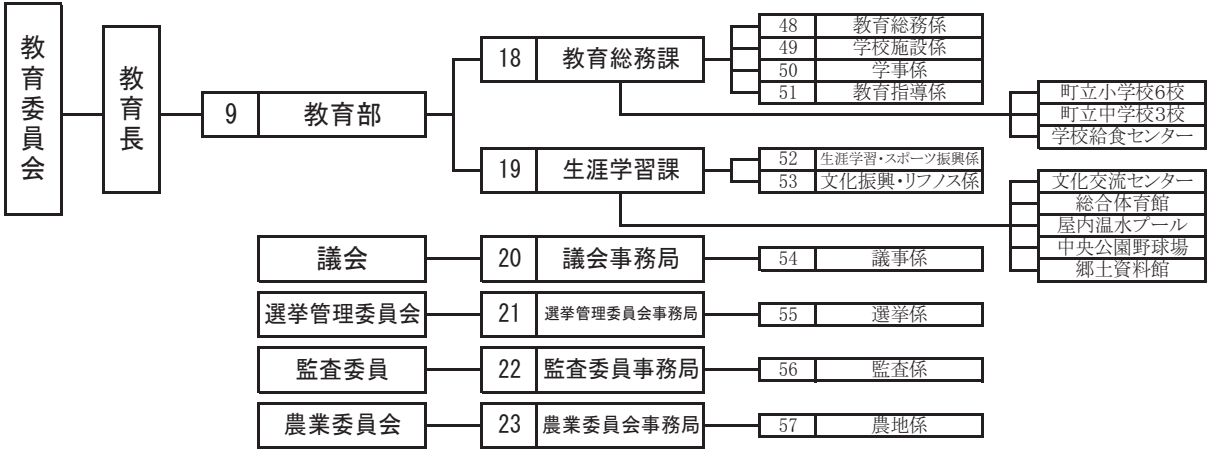 教育委員会
教育長
9 教育部
18 教育総務課
48 教育総務係
49 学校施設係
50 学事係
51 教育指導係
町立小学校6校
町立中学校3校
学校給食センター
19 生涯学習課
52 生涯学習・スポーツ振興係
53 文化振興・リフノス係
文化交流センター
総合体育館
屋内温水プール
中央公園野球場
郷土資料館
議会 20 議会事務局 54 議事係
選挙管理委員会 21 選挙管理委員会事務局 55 選挙係
監査委員 22 監査委員事務局 56 監査係
農業委員会 23 農業委員会事務局 57 農地係